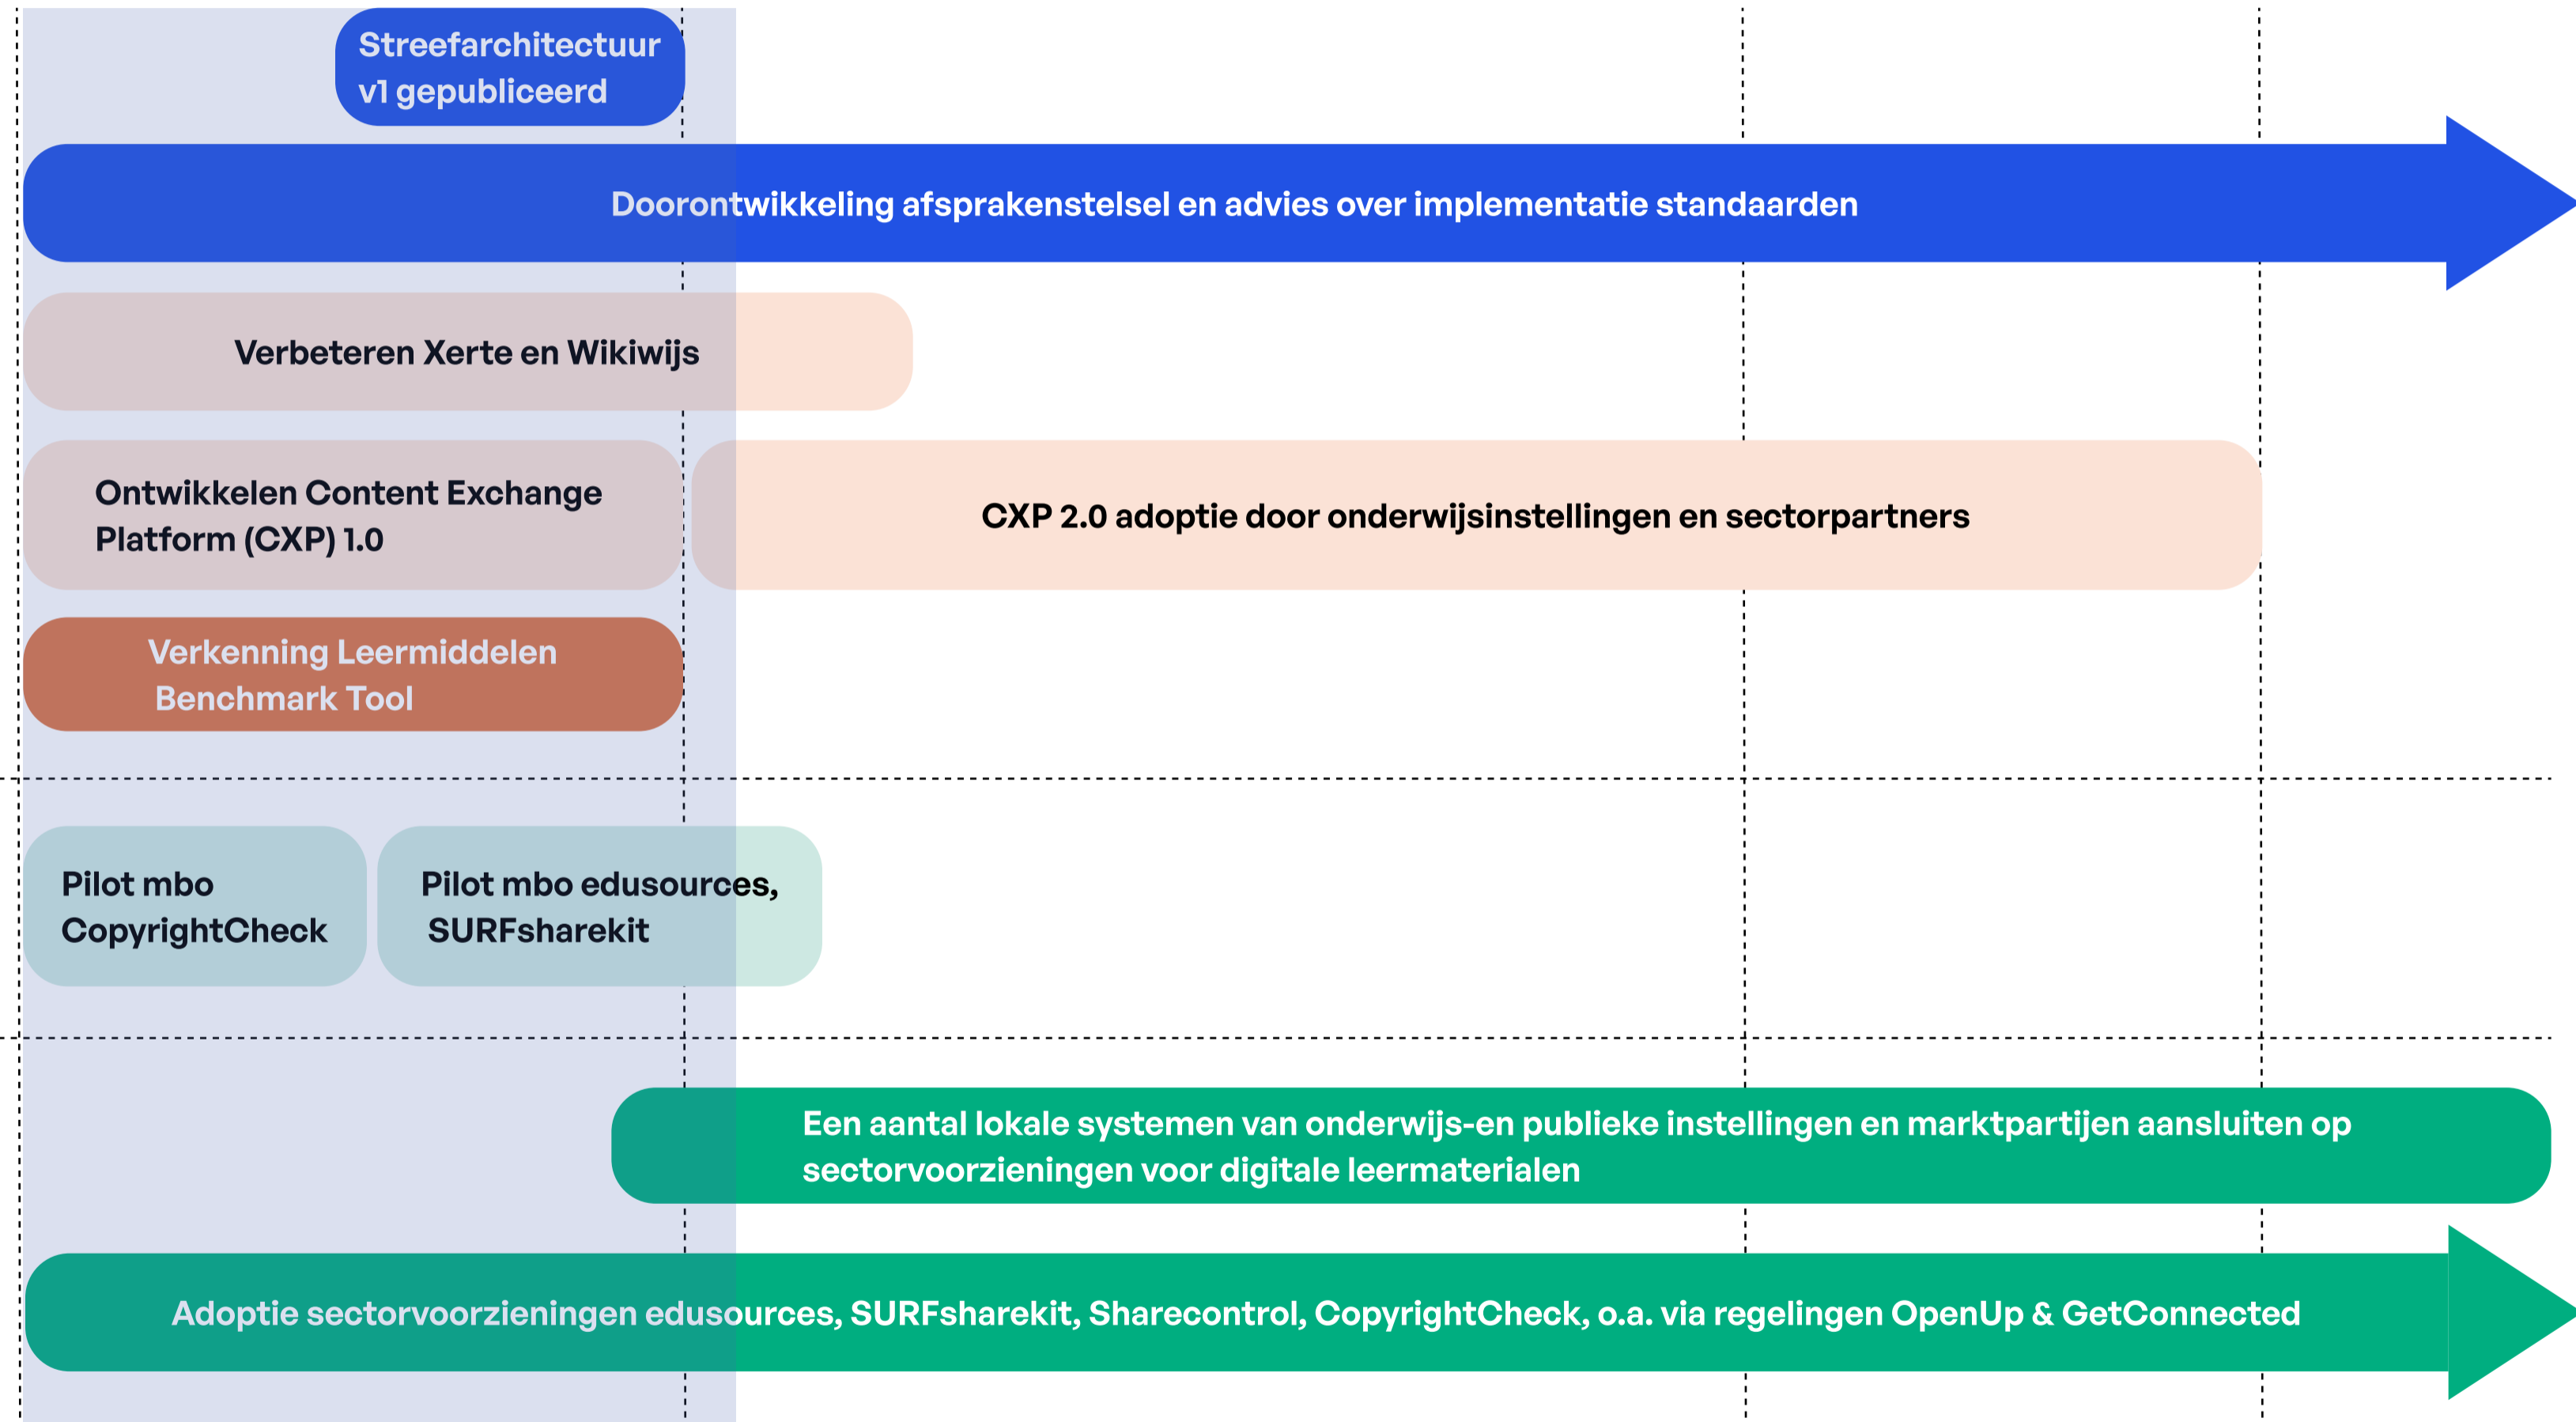 Streefarchitectuur
v1 gepubliceerd
Doorontwikkeling afsprakenstelsel en advies over implementatie standaarden
Verbeteren Xerte en Wikiwijs
Ontwikkelen Content Exchange
Platform (CXP) 1.0
CXP 2.0 adoptie door onderwijsinstellingen en sectorpartners
Verkenning Leermiddelen
Benchmark Tool
Pilot mbo
CopyrightCheck
Pilot mbo edusources,
SURFsharekit
Een aantal lokale systemen van onderwijs-en publieke instellingen en marktpartijen aansluiten op
sectorvoorzieningen voor digitale leermaterialen
Adoptie sectorvoorzieningen edusources, SURFsharekit, Sharecontrol, CopyrightCheck, o.a. via regelingen OpenUp & GetConnected